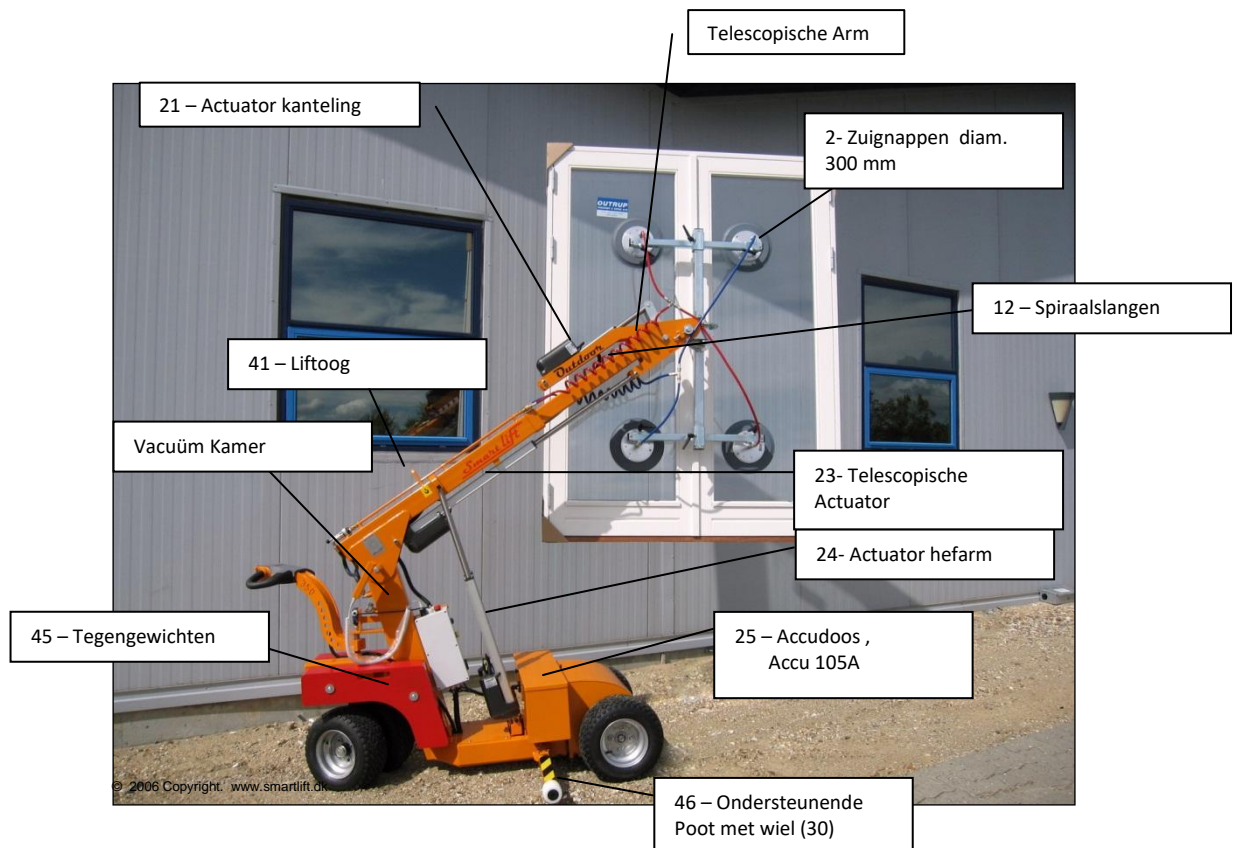 Telescopische Arm
21 – Actuator kanteling
2- Zuignappen diam.
300 mm
OUTRUP
12 – Spiraalslangen
Outdoor
41 – Liftoog
Smartlift
Vacuüm Kamer
23- Telescopische
Actuator
24- Actuator hefarm
45 – Tegengewichten
25 – Accudoos ,
Accu 105A
© 2006 Copyright. www.smartlift.dk
46 – Ondersteunende
Poot met wiel (30)